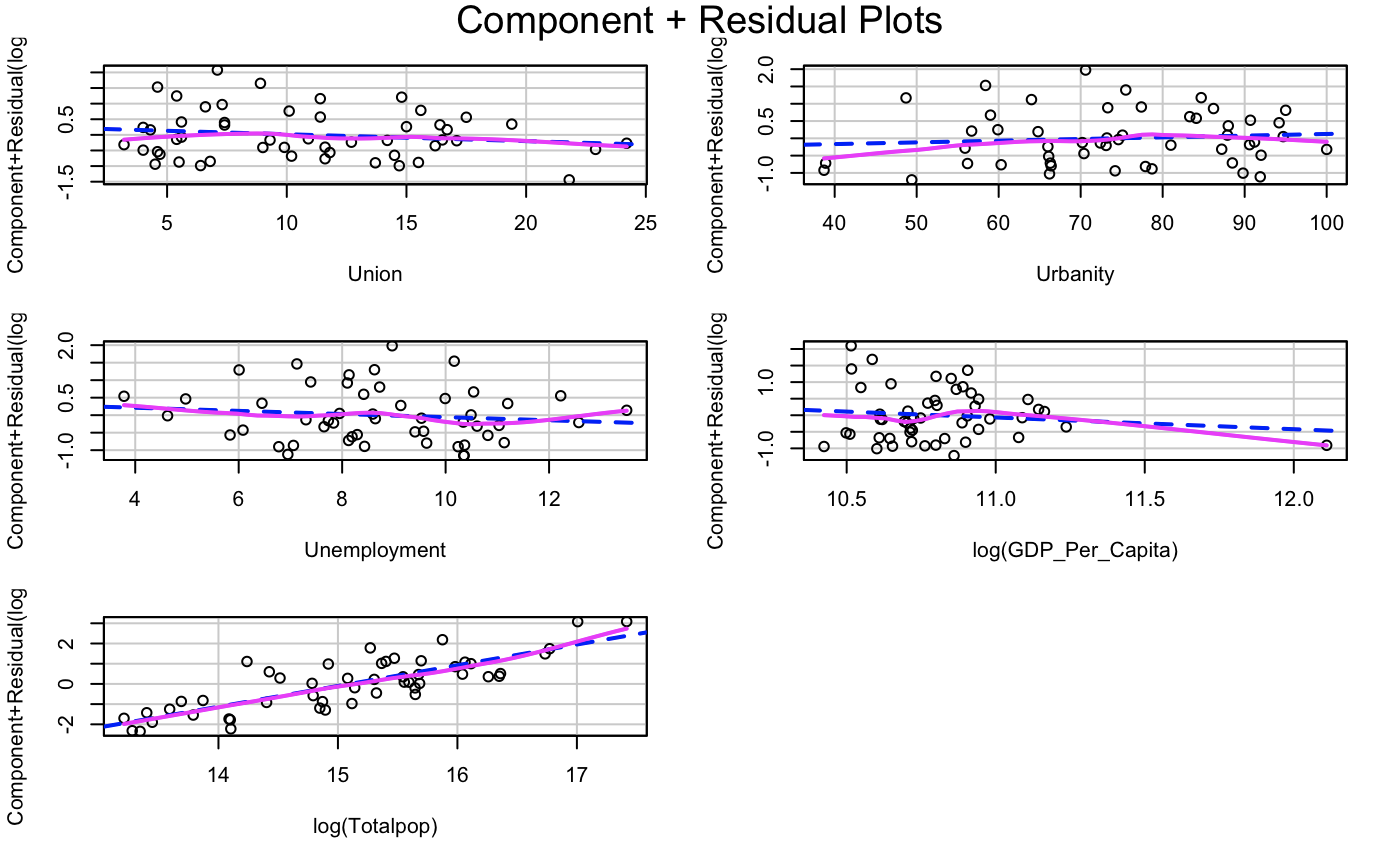 Component + Residual Plots
Component+Residual(log
0.5
-1.5
5 10 15 20 25
Union
Component+Residual(log
2.0
0.5
-1.0
40 50 60 70 80 90 100
Urbanity
Component+Residual(log
2.0
0.5
-1.0
4 6 8 10 12
Unemployment
Component+Residual(log
1.0
-1.0
10.5 11.0 11.5 12.0
log(GDP_Per_Capita)
Component+Residual(log
2
0
-2
14 15 16 17
log(Totalpop)